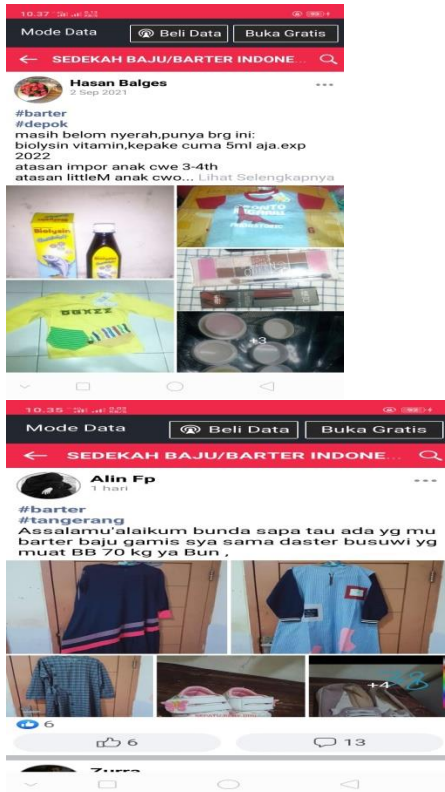 10.37
Mode Data
Beli Data
Buka Gratis
SEDEKAH BAJU/BARTER INDONE...
Hasan Balges
2 Sep 2021
#barter
#depok
masih belom nyerah,punya brg ini:
biolysin vitamin,kepake cuma 5ml aja.exp
2022
atasan impor anak cwe 3-4th
atasan littleM anak cwo... Lihat Selengkapnya
Biolysin
BOXZZ
+3
10.35
Mode Data
Beli Data
Buka Gratis
SEDEKAH BAJU/BARTER INDONE...
Alin Fp
1 hari
#barter
#tangerang
Assalamu'alaikum bunda sapa tau ada yg mu
barter baju gamis sya sama daster busuwi yg
muat BB 70 kg ya Bun ,
+4
6
6
13